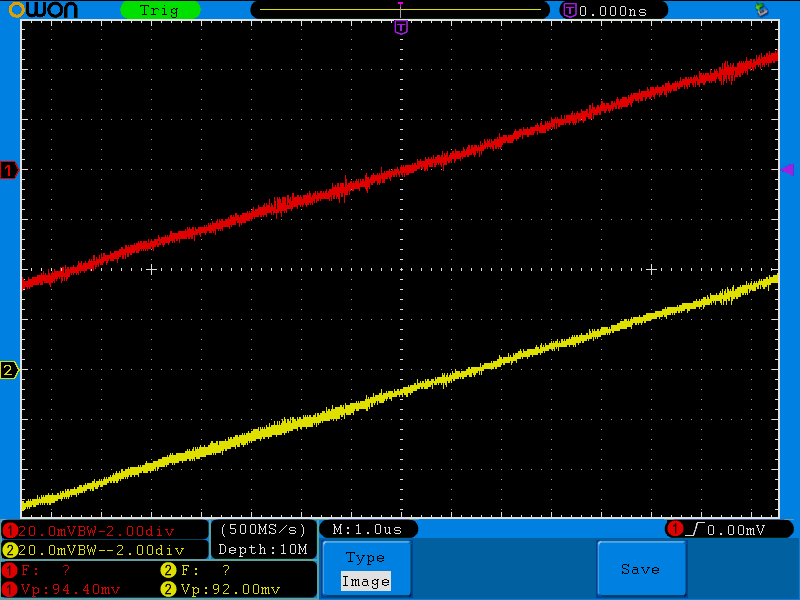 OWON Trig T 0.000ns
T
1
2
1 20.0mVBW-2.00div (500MS/s) M:1.0us 1 0.00mV
2 20.0mVBW--2.00div Depth:10M
1 F: ? 2 F: ? Type Save
1 Vp:94.40mv 2 Vp:92.00mv Image